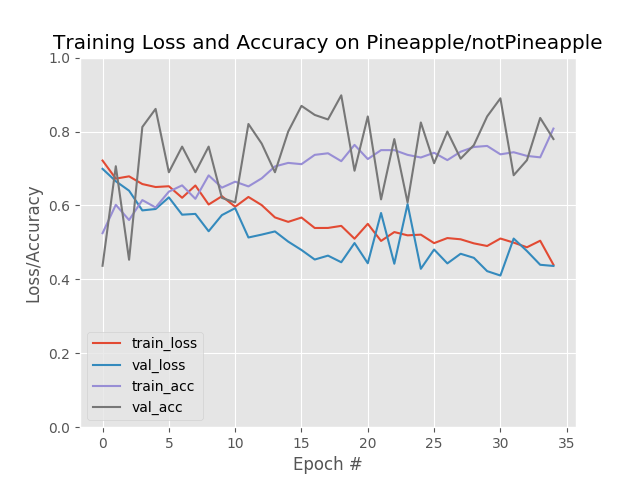 Training Loss and Accuracy on Pineapple/notPineapple
1.0
0.8
0.6
0.4
0.2
0.0
Loss/Accuracy
train_loss
val_loss
train_acc
val_acc
0 5 10 15 20 25 30 35
Epoch #